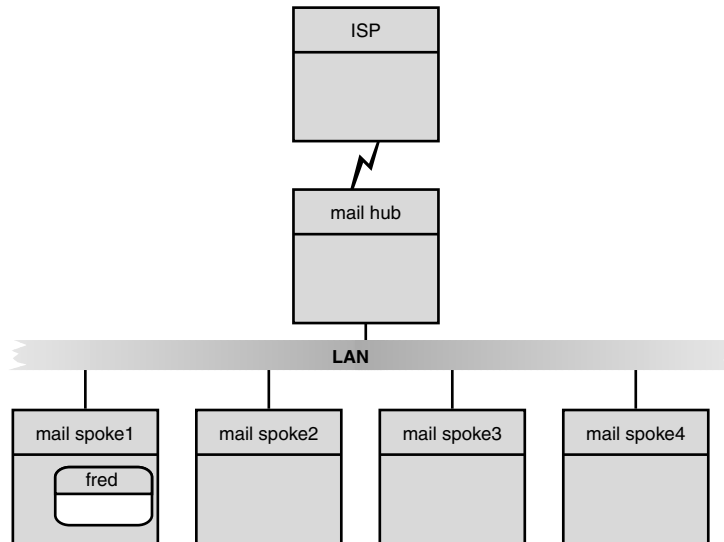 ISP
mail hub
LAN
mail spoke1
mail spoke2
mail spoke3
mail spoke4
fred